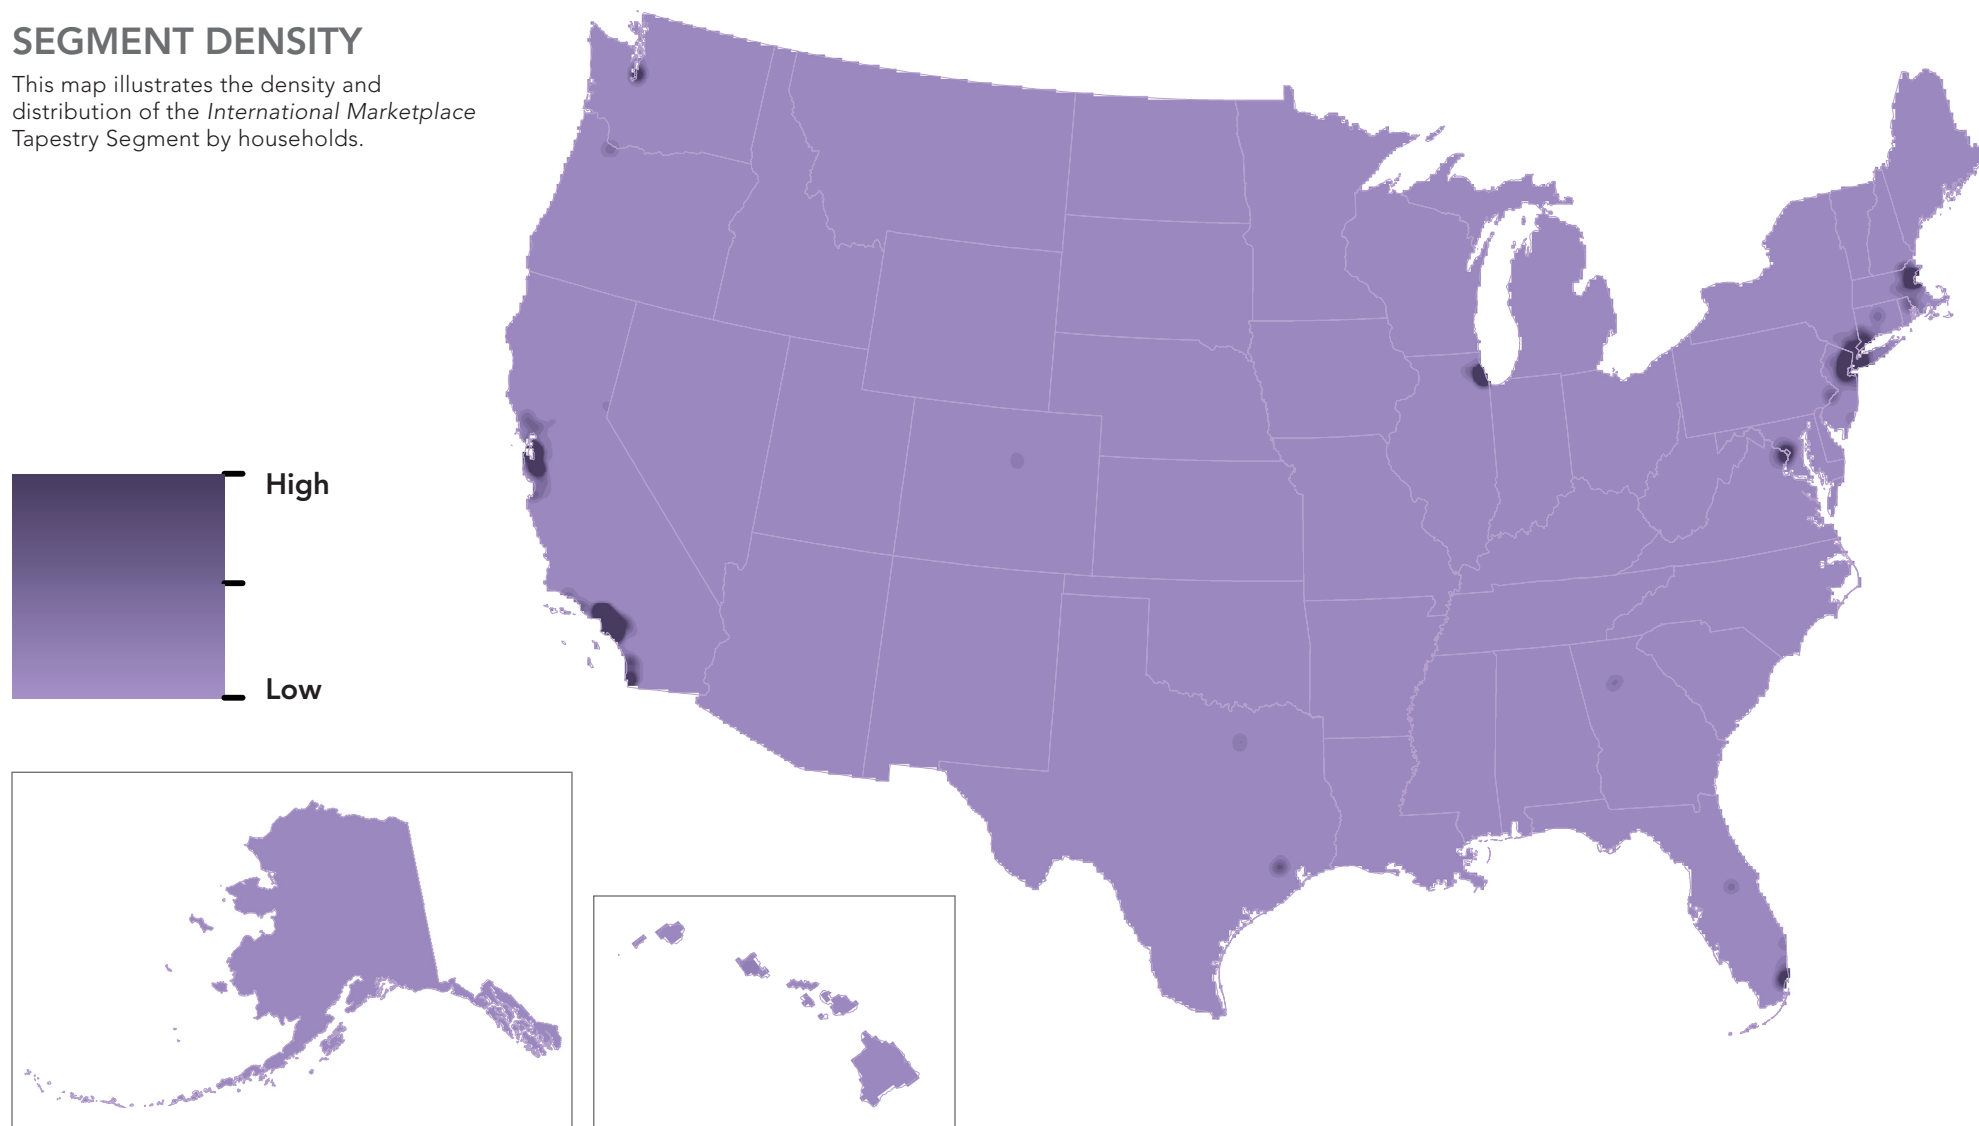 SEGMENT DENSITY
This map illustrates the density and
distribution of the International Marketplace
Tapestry Segment by households.
High
Low